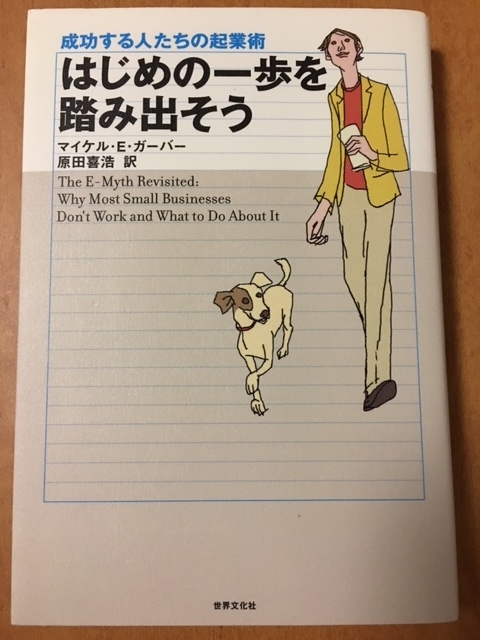 成功する人たちの起業術
はじめの一歩を
踏み出そう
マイケル・E・ガーバー
原田喜浩 訳
The E-Myth Revisited:
Why Most Small Businesses
Don't Work and What to Do About It
世界文化社